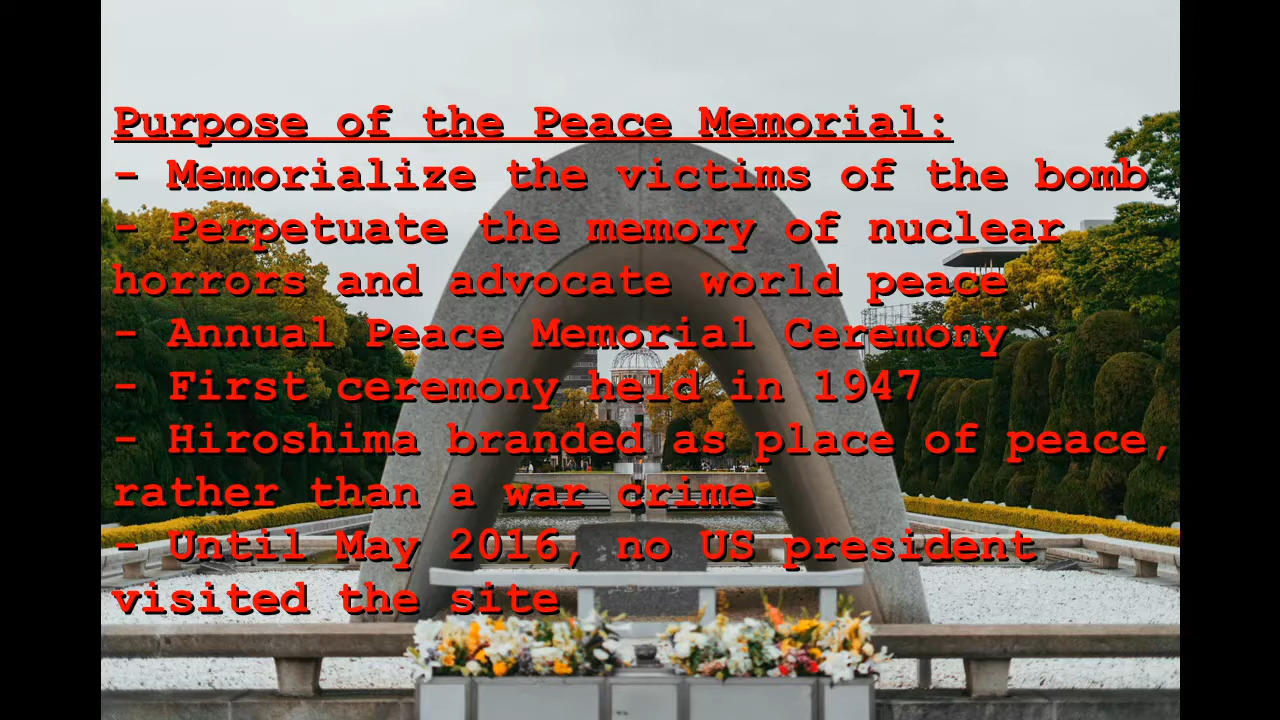 Purpose of the Peace Memorial:
- Memorialize the victims of the bomb
- Perpetuate the memory of nuclear
horrors and advocate world peace
- Annual Peace Memorial Ceremony
- First ceremony held in 1947
- Hiroshima branded as place of peace,
rather than a war crime
- Until May 2016, no US president
visited the site